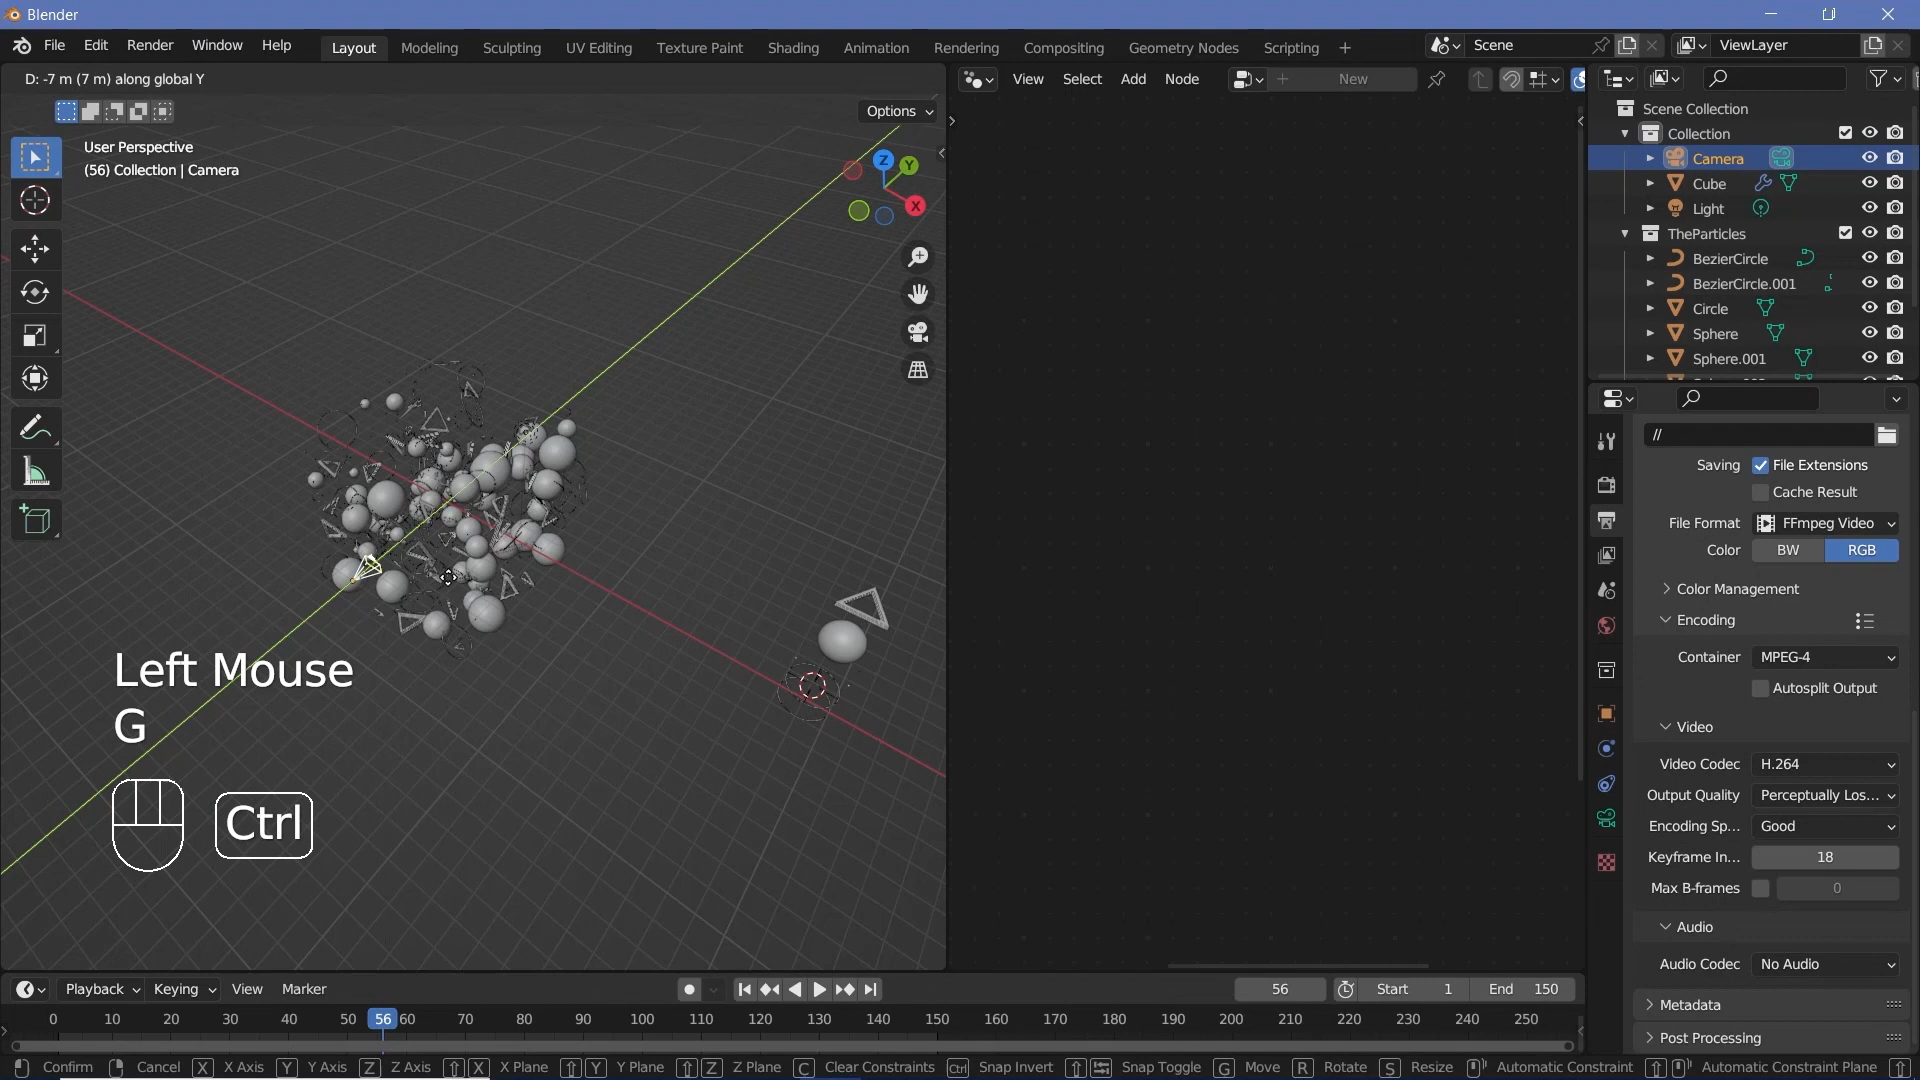 Blender
File Edit Render Window Help Layout Modeling Sculpting UV Editing Texture Paint Shading Animation Rendering Compositing Geometry Nodes Scripting + Scene ViewLayer
D: -7 m (7 m) along global Y
View Select Add Node New
Options
User Perspective
(56) Collection | Camera
Z Y X
Scene Collection
Collection
Camera
Cube
Light
TheParticles
BezierCircle
BezierCircle.001
Circle
Sphere
Sphere.001
//
Saving File Extensions
Cache Result
File Format FFmpeg Video
Color BW RGB
Color Management
Encoding
Container MPEG-4
Autosplit Output
Video
Video Codec H.264
Output Quality Perceptually Los...
Encoding Sp... Good
Keyframe In... 18
Max B-frames 0
Audio
Audio Codec No Audio
Metadata
Post Processing
Left Mouse
G
Ctrl
Playback Keying View Marker 56 Start 1 End 150
0 10 20 30 40 50 56 60 70 80 90 100 110 120 130 140 150 160 170 180 190 200 210 220 230 240 250
Confirm Cancel X X Axis Y Y Axis Z Z Axis X X Plane Y Y Plane Z Z Plane C Clear Constraints Ctrl Snap Invert Snap Toggle G Move R Rotate S Resize Automatic Constraint Automatic Constraint Plane